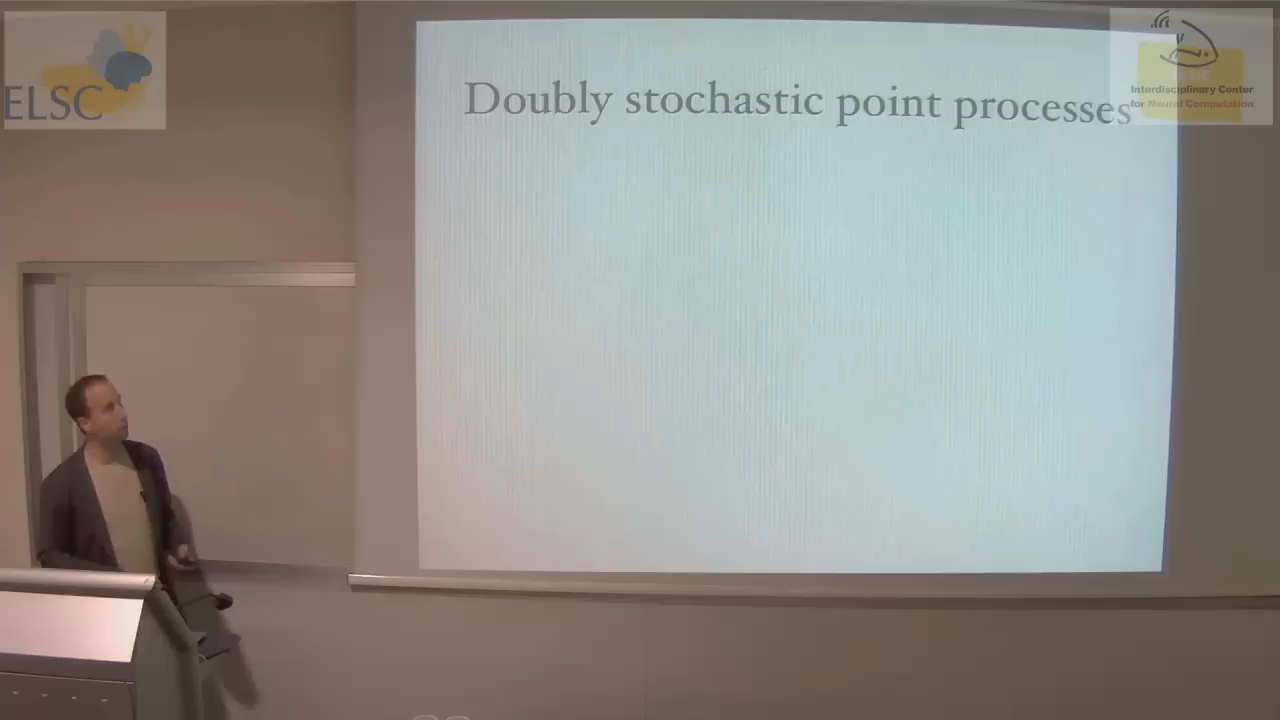 ELSC
Doubly stochastic point processes
Interdisciplinary Center
for Neural Computation